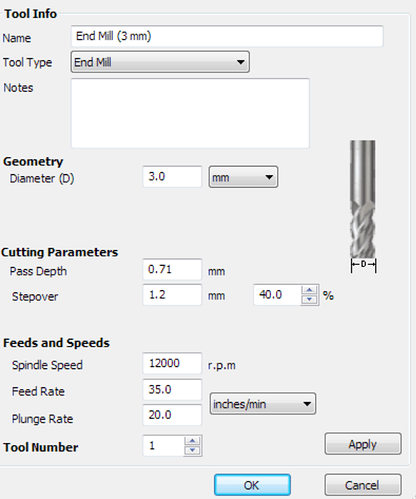 Tool Info
Name End Mill (3 mm)
Tool Type End Mill
Notes
Geometry
Diameter (D) 3.0 mm
D
Cutting Parameters
Pass Depth 0.71 mm
Stepover 1.2 mm 40.0 %
Feeds and Speeds
Spindle Speed 12000 r.p.m
Feed Rate 35.0
inches/min
Plunge Rate 20.0
Tool Number 1 Apply
OK Cancel